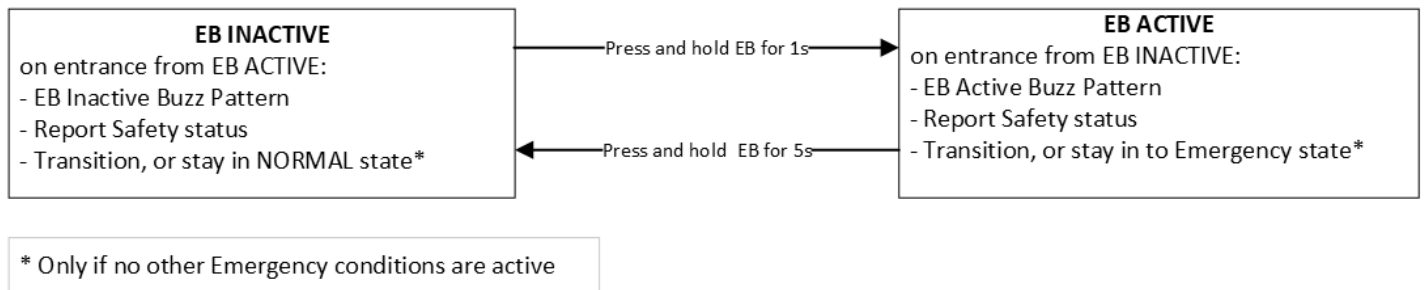 EB INACTIVE
on entrance from EB ACTIVE:
- EB Inactive Buzz Pattern
- Report Safety status
- Transition, or stay in NORMAL state*
Press and hold EB for 1s
Press and hold  EB for 5s
EB ACTIVE
on entrance from EB INACTIVE:
- EB Active Buzz Pattern
- Report Safety status
- Transition, or stay in to Emergency state*
* Only if no other Emergency conditions are active